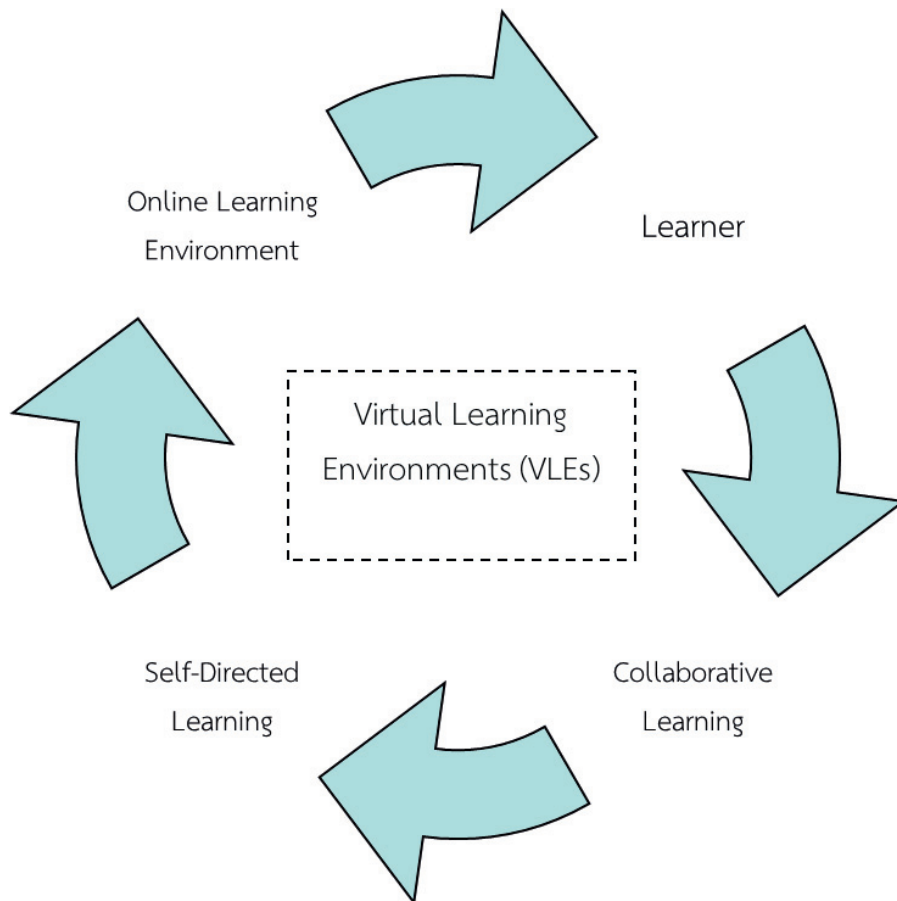 Online Learning
Environment
Learner
Virtual Learning
Environments (VLEs)
Self-Directed
Learning
Collaborative
Learning